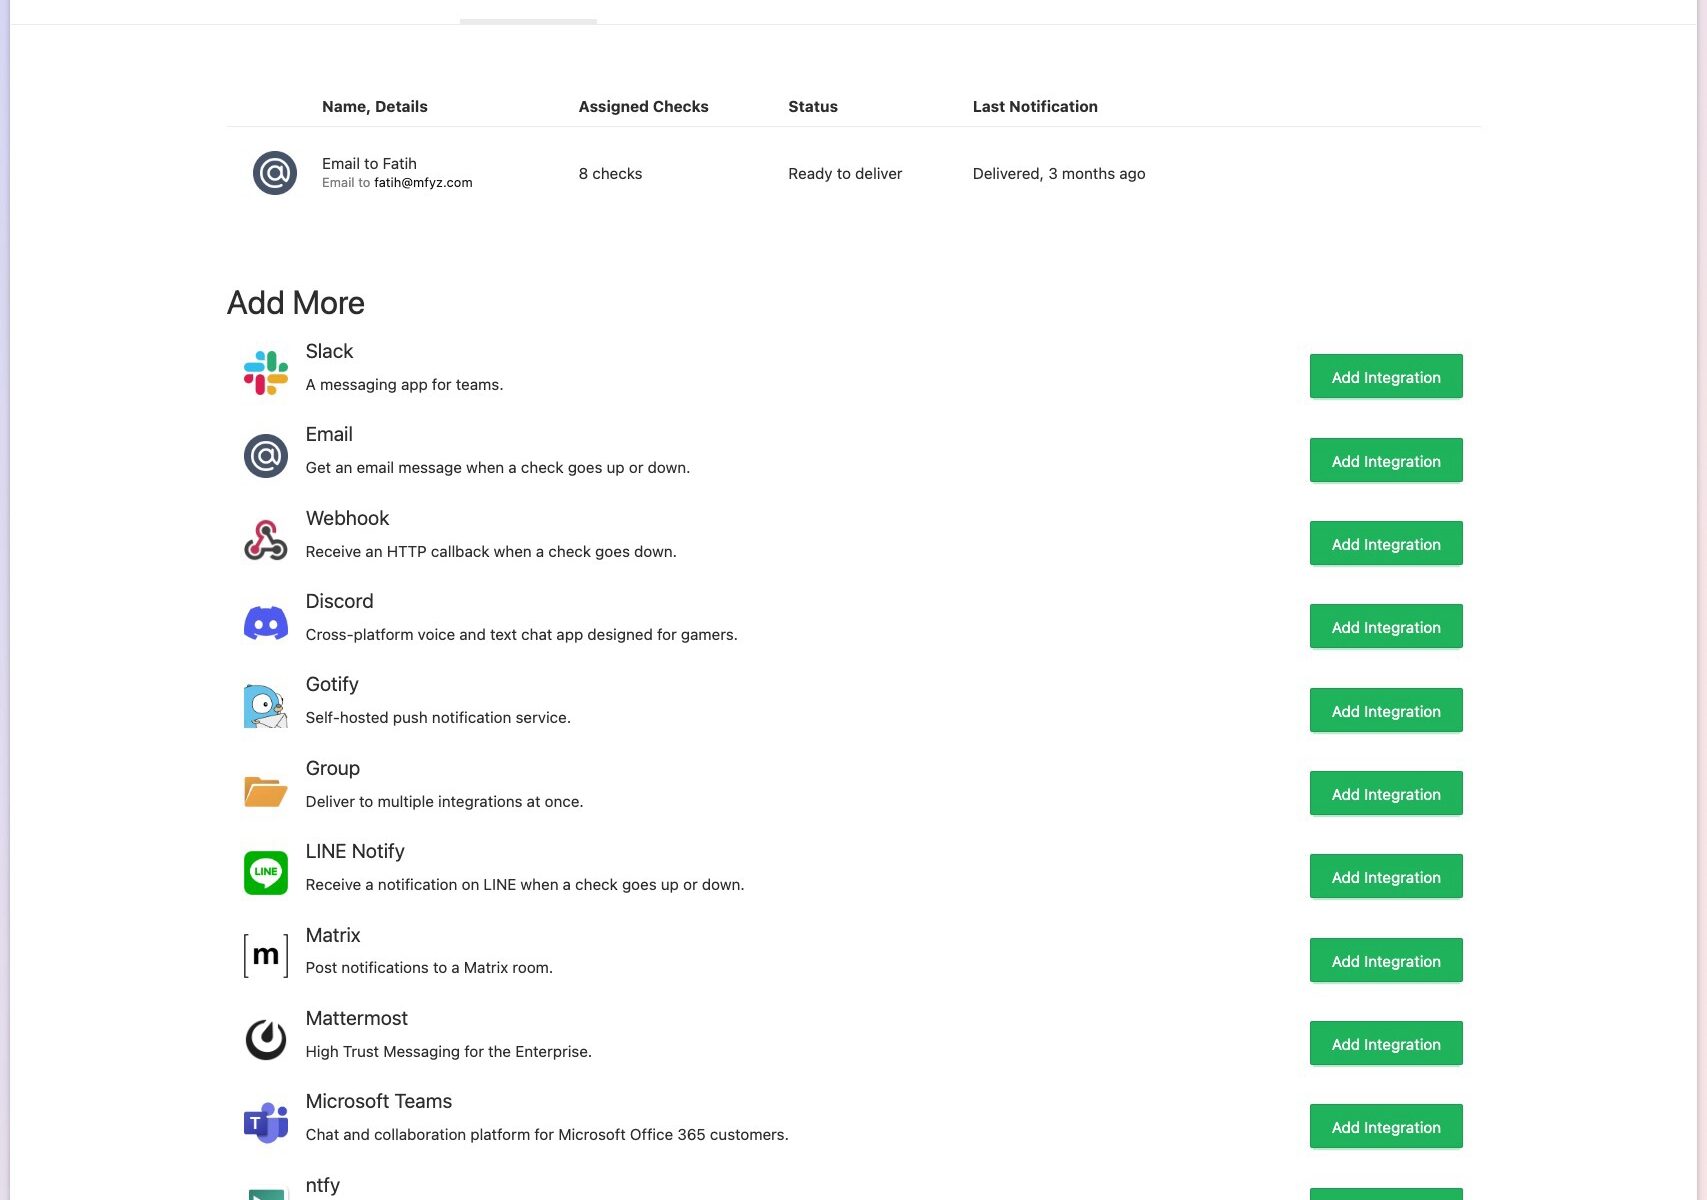 Name, Details Assigned Checks Status Last Notification
Email to Fatih
Email to fatih@mfyz.com
8 checks Ready to deliver Delivered, 3 months ago
Add More
Slack
A messaging app for teams.
Add Integration
Email
Get an email message when a check goes up or down.
Add Integration
Webhook
Receive an HTTP callback when a check goes down.
Add Integration
Discord
Cross-platform voice and text chat app designed for gamers.
Add Integration
Gotify
Self-hosted push notification service.
Add Integration
Group
Deliver to multiple integrations at once.
Add Integration
LINE
LINE Notify
Receive a notification on LINE when a check goes up or down.
Add Integration
[m]
Matrix
Post notifications to a Matrix room.
Add Integration
Mattermost
High Trust Messaging for the Enterprise.
Add Integration
T
Microsoft Teams
Chat and collaboration platform for Microsoft Office 365 customers.
Add Integration
ntfy